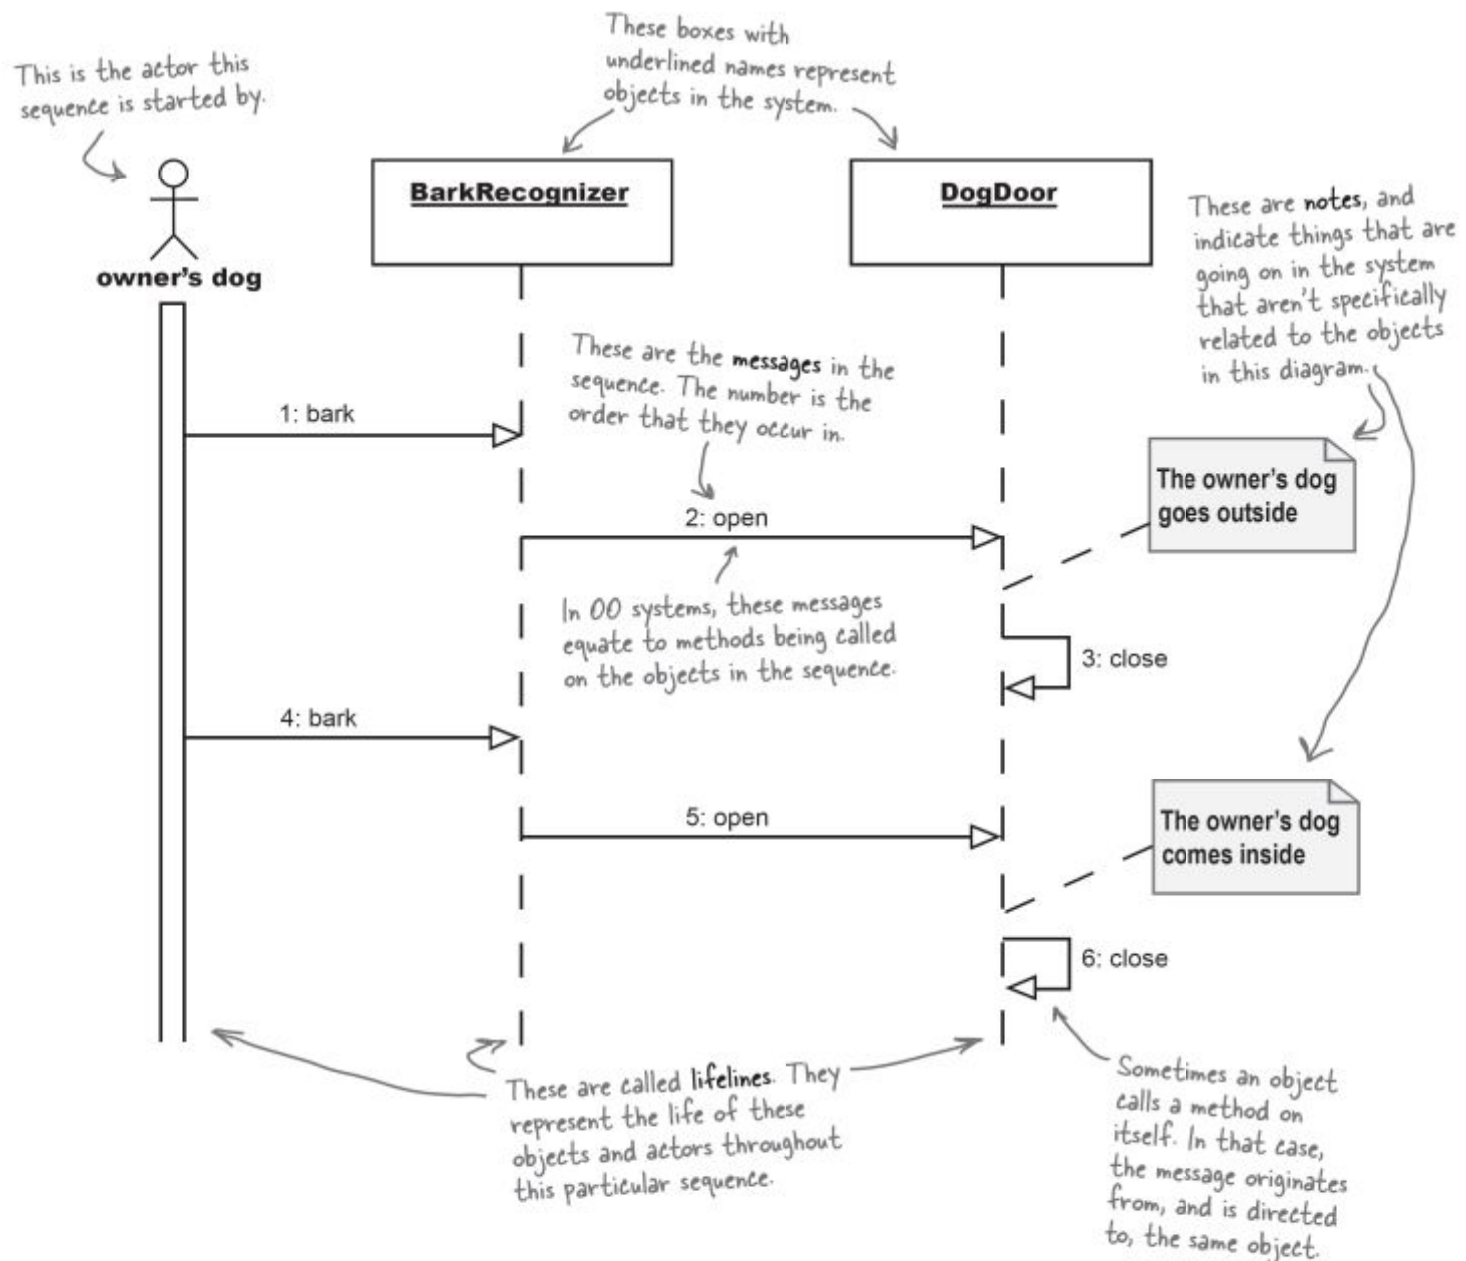 These boxes with
underlined names represent
objects in the system.
This is the actor this
sequence is started by.
BarkRecognizer
DogDoor
owner's dog
These are notes, and
indicate things that are
going on in the system
that aren't specifically
related to the objects
in this diagram.
These are the messages in the
sequence. The number is the
order that they occur in.
1: bark
The owner's dog
goes outside
2: open
In OO systems, these messages
equate to methods being called
on the objects in the sequence.
3: close
4: bark
5: open
The owner's dog
comes inside
6: close
These are called lifelines. They
represent the life of these
objects and actors throughout
this particular sequence.
Sometimes an object
calls a method on
itself. In that case,
the message originates
from, and is directed
to, the same object.